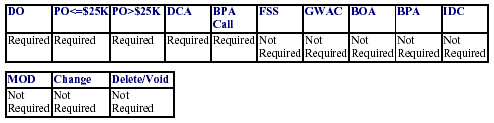 DO PO<=$25K PO>$25K DCA BPA Call FSS GWAC BOA BPA IDC
Required Required Required Required Required Not Required Not Required Not Required Not Required Not Required
MOD Change Delete/Void
Not Required Not Required Not Required